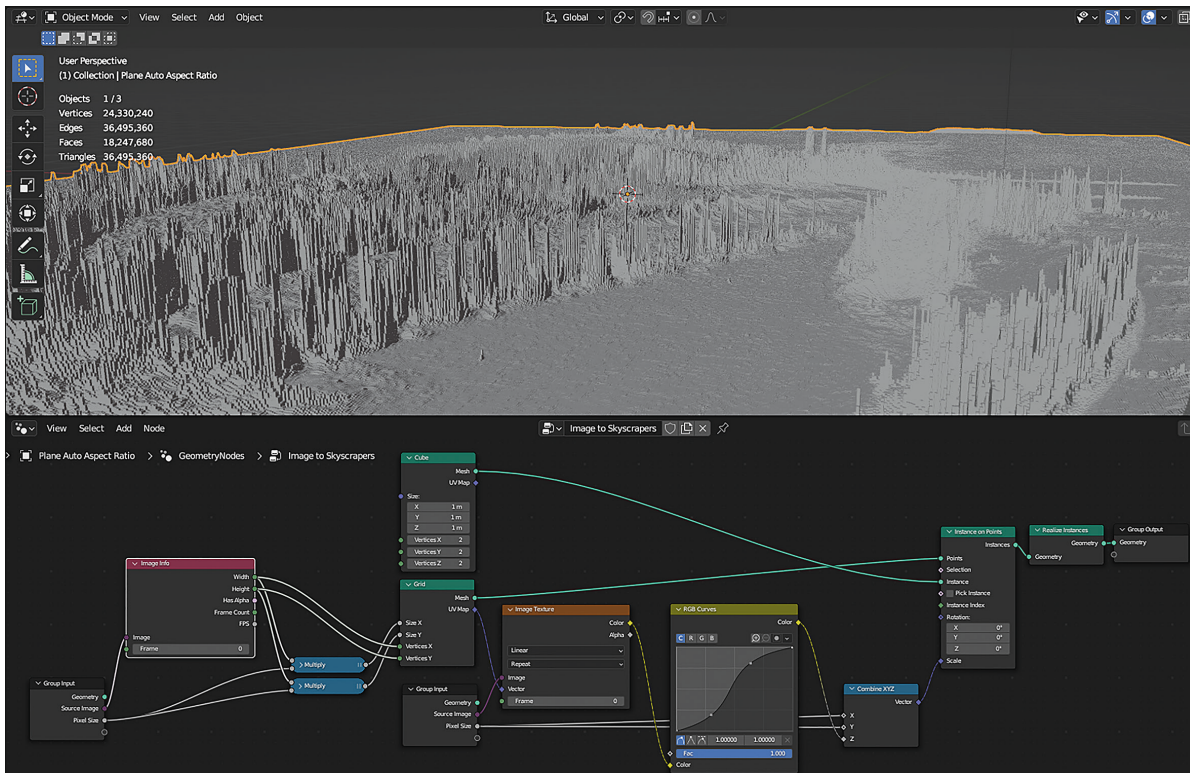 Object Mode View Select Add Object Global
User Perspective
(1) Collection | Plane Auto Aspect Ratio
Objects 1 / 3
Vertices 24,330,240
Edges 36,495,360
Faces 18,247,680
Triangles 36,495,360
View Select Add Node Image to Skyscrapers
Plane Auto Aspect Ratio > GeometryNodes > Image to Skyscrapers
Cube
Mesh
UV Map
Size:
X 1 m
Y 1 m
Z 1 m
Vertices X 2
Vertices Y 2
Vertices Z 2
Image Info
Width
Height
Has Alpha
Frame Count
FPS
Image
Frame 0
Grid
Mesh
UV Map
Size X
Size Y
Vertices X
Vertices Y
Multiply
Multiply
Group Input
Geometry
Source Image
Pixel Size
Group Input
Geometry
Source Image
Pixel Size
Image Texture
Color
Alpha
Linear
Repeat
Image
Vector
Frame 0
RGB Curves
Color
C R G B
1.00000 1.00000
Fac 1.000
Color
Combine XYZ
Vector
X
Y
Z
Instance on Points
Instances
Points
Selection
Instance
Pick Instance
Instance Index
Rotation:
X 0°
Y 0°
Z 0°
Scale
Realize Instances
Geometry
Geometry
Group Output
Geometry